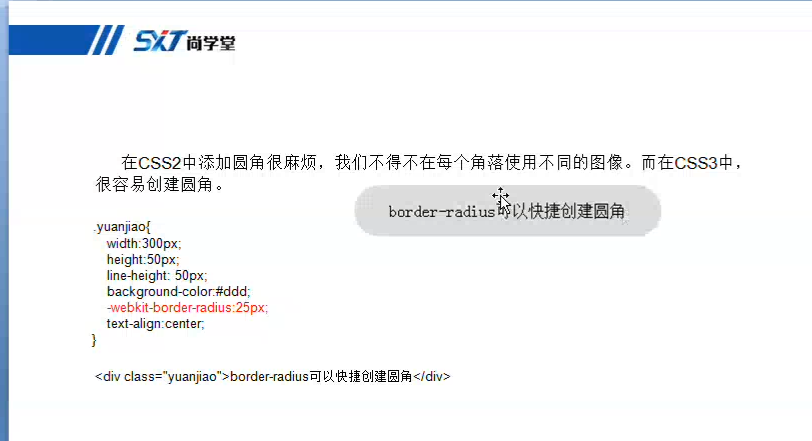 SXT尚学堂
在CSS2中添加圆角很麻烦，我们不得不在每个角落使用不同的图像。而在CSS3中，
很容易创建圆角。
border-radius可以快捷创建圆角
.yuanjiao{
width:300px;
height:50px;
line-height: 50px;
background-color:#ddd;
-webkit-border-radius:25px;
text-align:center;
}
<div class="yuanjiao">border-radius可以快捷创建圆角</div>